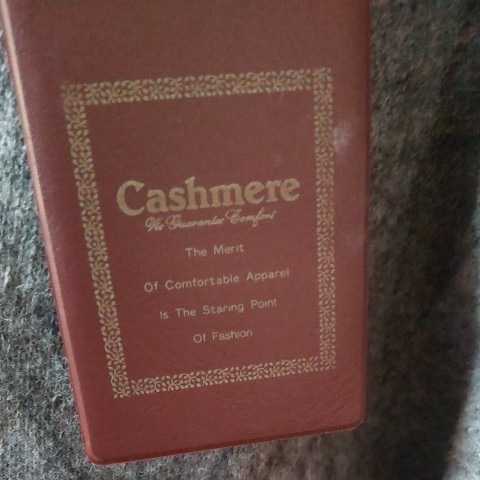 Cashmere
We Guarantee Comfort
The Merit
Of Comfortable Apparel
Is The Staring Point
Of Fashion